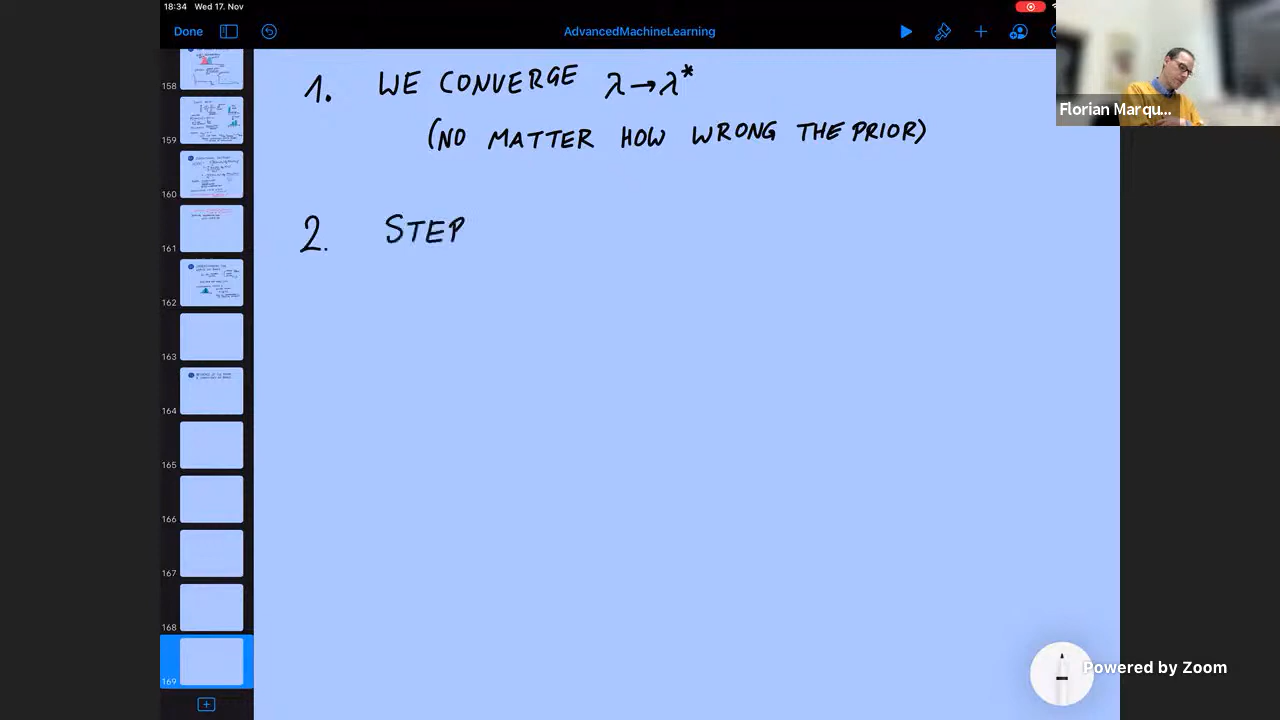 18:34 Wed 17. Nov
Done
AdvancedMachineLearning
Florian Marqu...
1. WE CONVERGE λ→λ*
(NO MATTER HOW WRONG THE PRIOR)
2. STEP
158
159
160
161
162
163
164
165
166
167
168
169
Powered by Zoom